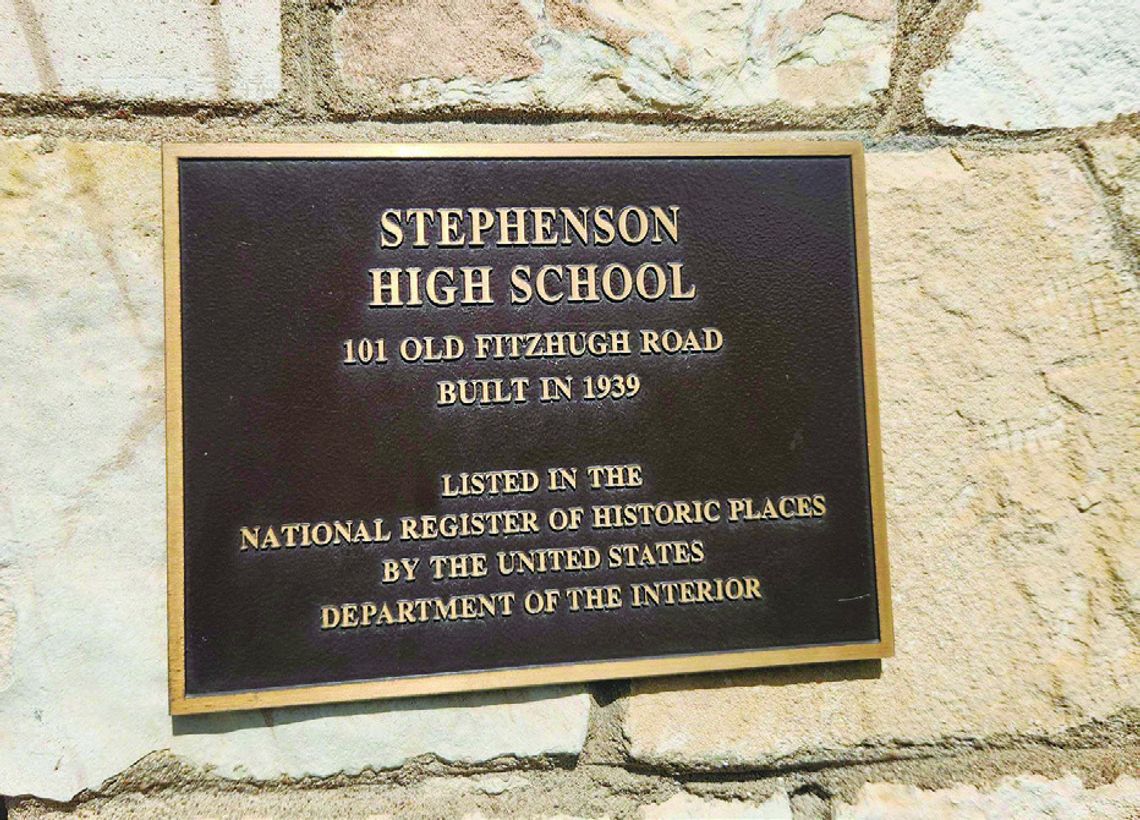 STEPHENSON
HIGH SCHOOL
101 OLD FITZHUGH ROAD
BUILT IN 1939
LISTED IN THE
NATIONAL REGISTER OF HISTORIC PLACES
BY THE UNITED STATES
DEPARTMENT OF THE INTERIOR